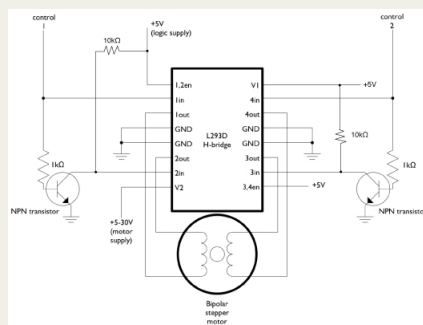 control
1
+5V
(logic supply)
10kΩ
control
2
1,2en
1in
1out
GND
GND
2out
2in
V2
L293D
H-bridge
V1
4in
4out
GND
GND
3out
3in
3,4en
+5V
10kΩ
+5V
1kΩ
NPN transistor
1kΩ
NPN transistor
+5-30V
(motor
supply)
Bipolar
stepper
motor